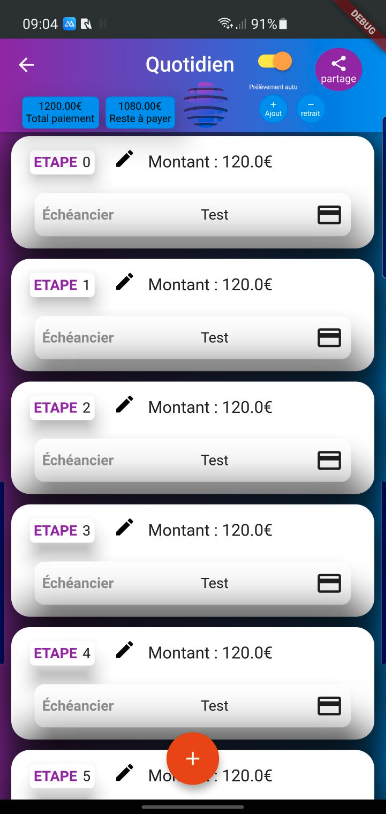 09:04 91%
DEBUG
Quotidien
partage
Prélèvement auto
1200.00€ 1080.00€
Total paiement Reste à payer
+ −
Ajout retrait
ETAPE 0 Montant : 120.0€
Échéancier Test
ETAPE 1 Montant : 120.0€
Échéancier Test
ETAPE 2 Montant : 120.0€
Échéancier Test
ETAPE 3 Montant : 120.0€
Échéancier Test
ETAPE 4 Montant : 120.0€
Échéancier Test
ETAPE 5 Mo : 120.0€
+